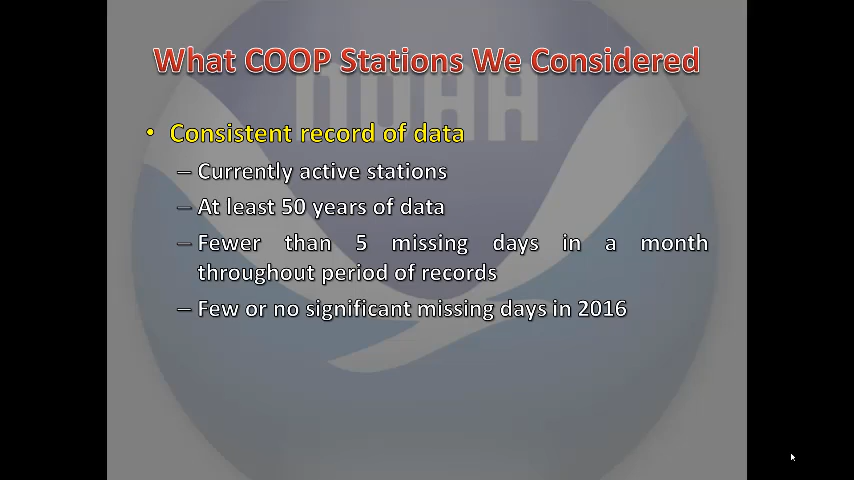 What COOP Stations We Considered
NOAA
• Consistent record of data
– Currently active stations
– At least 50 years of data
– Fewer than 5 missing days in a month
throughout period of records
– Few or no significant missing days in 2016